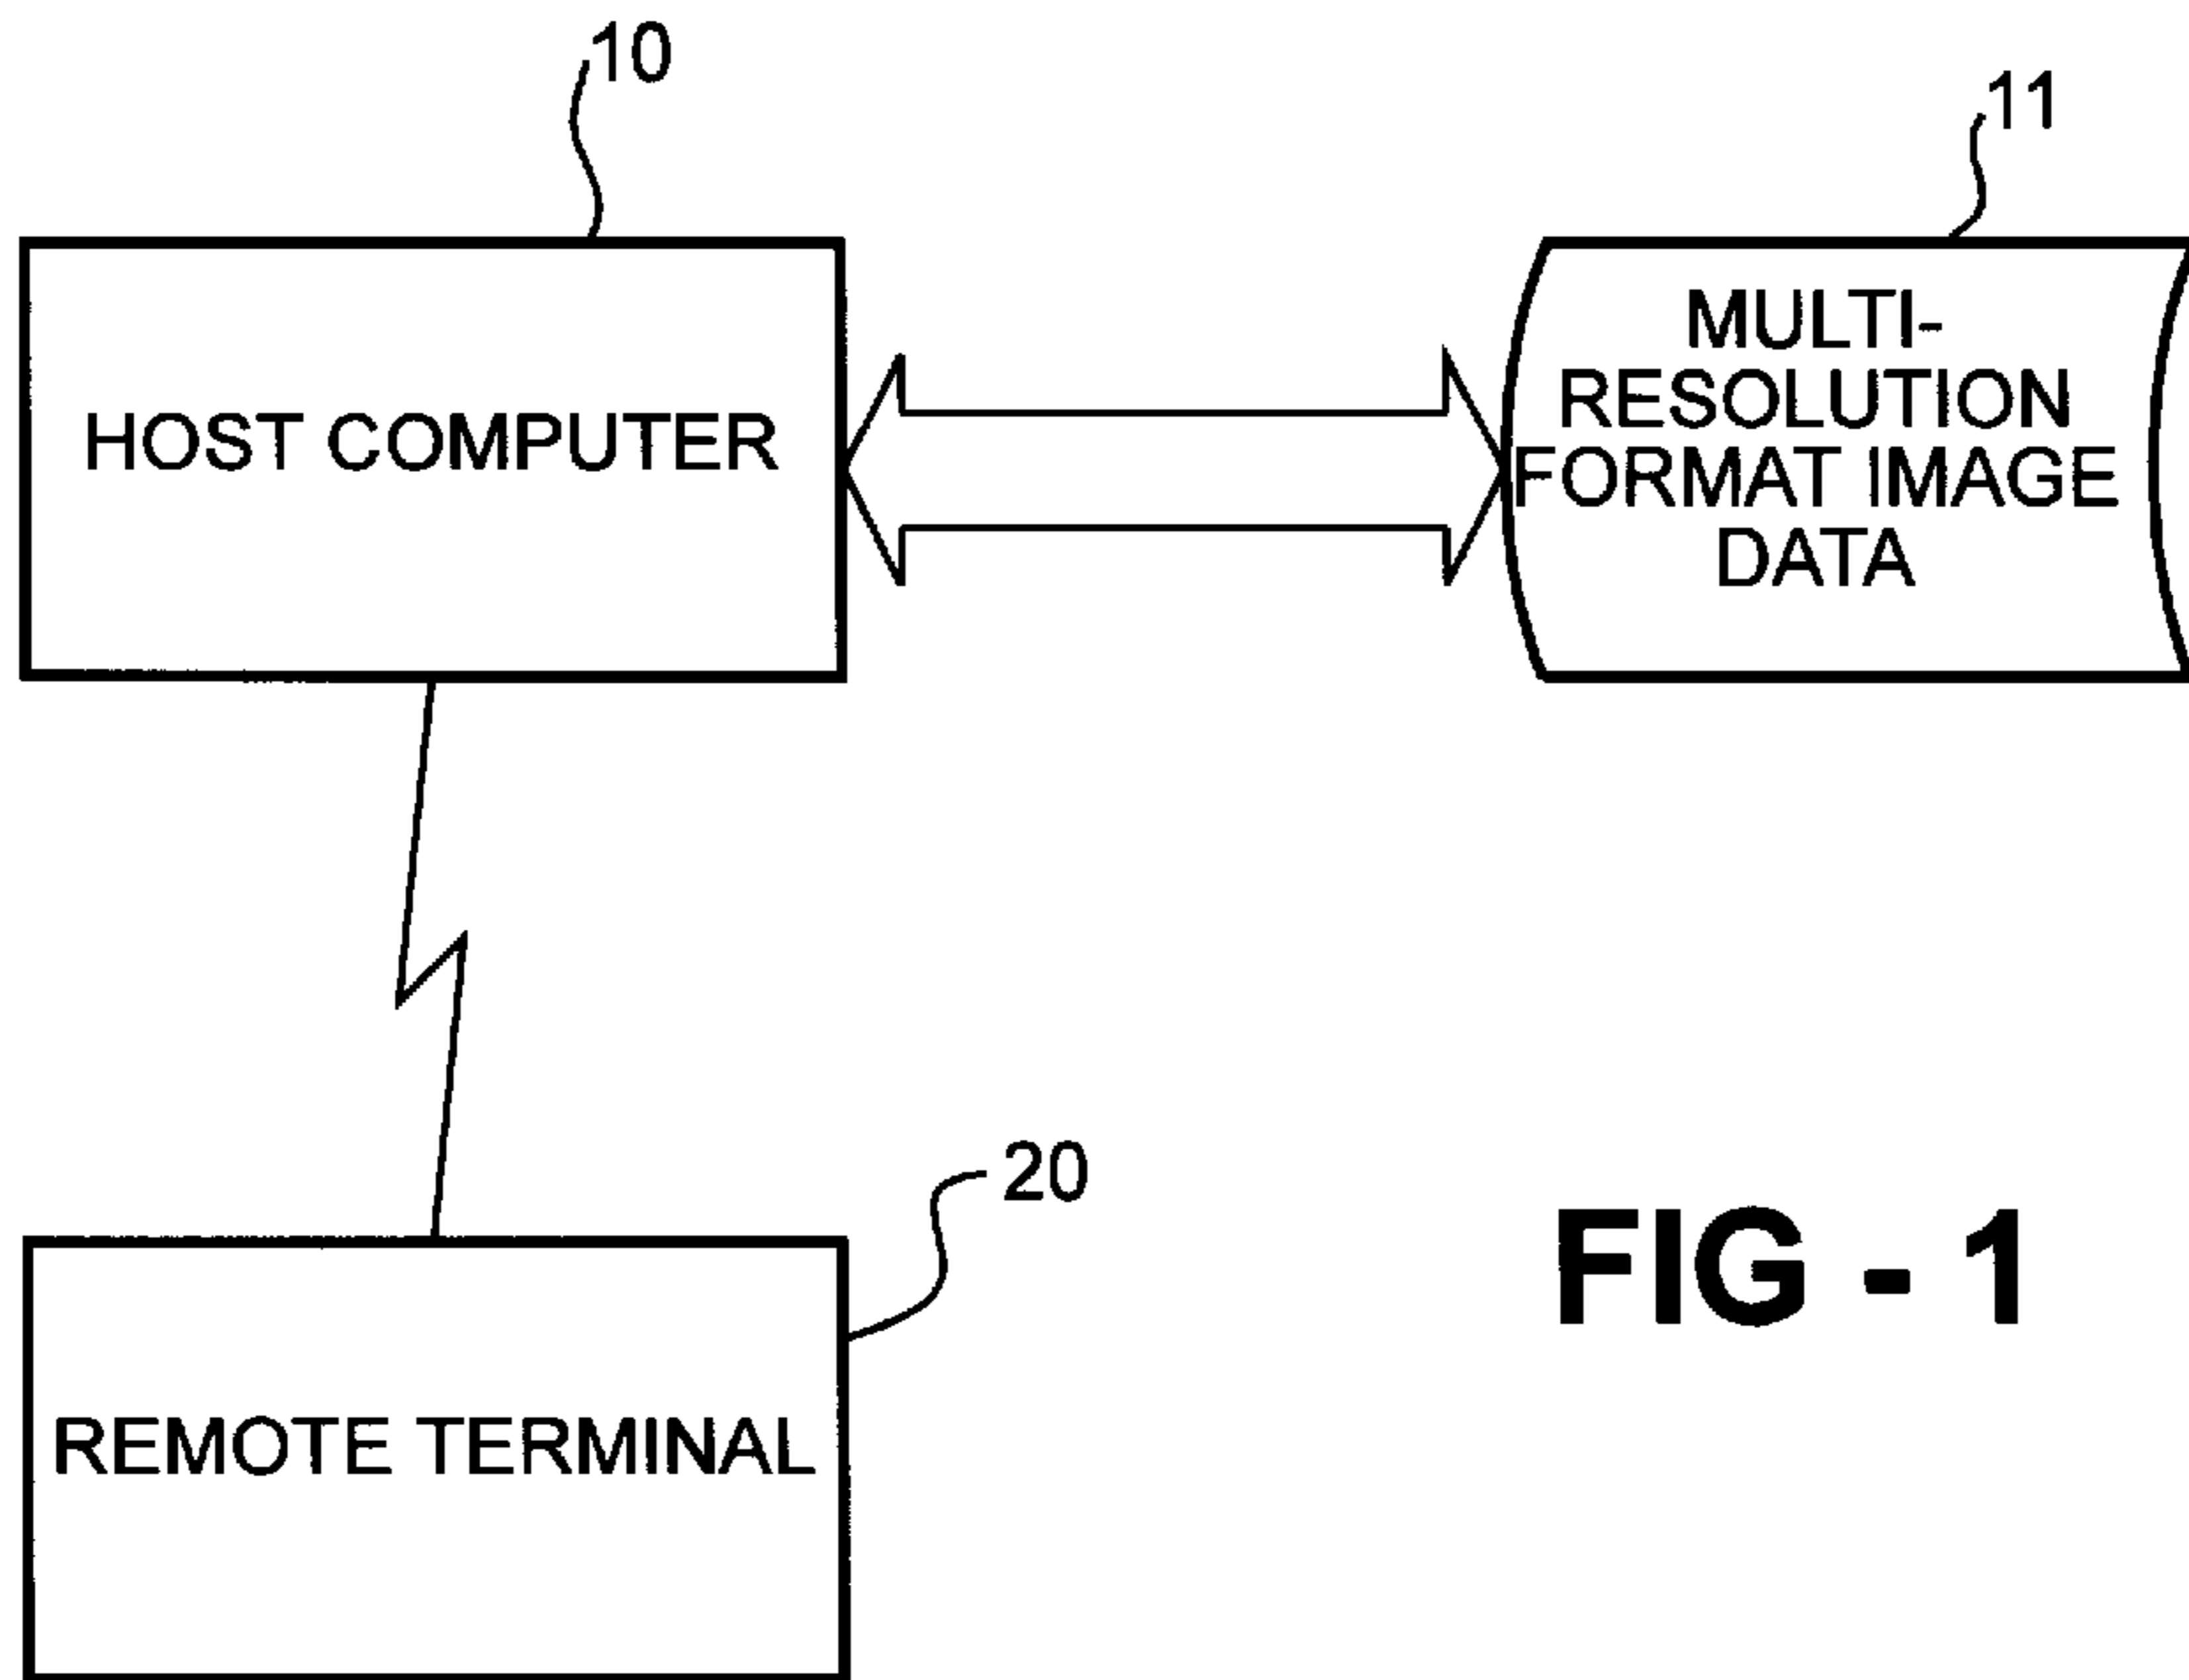 10
11
HOST COMPUTER
MULTI-
RESOLUTION
FORMAT IMAGE
DATA
20
REMOTE TERMINAL
FIG - 1